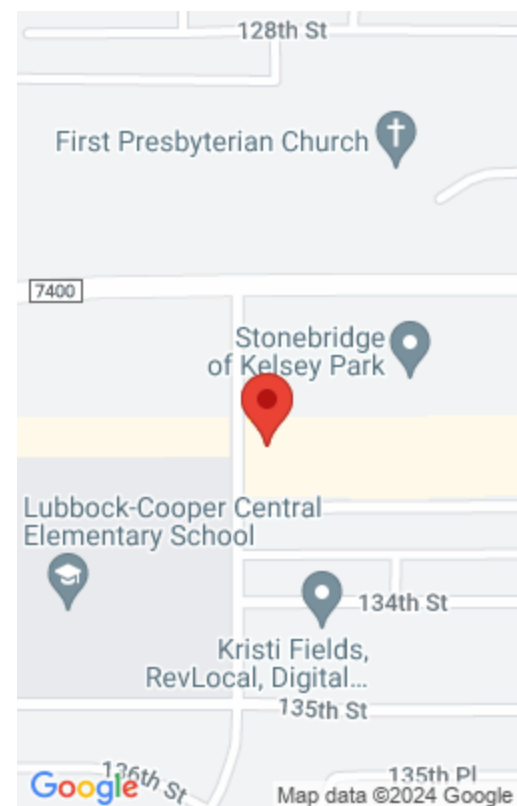 128th St
First Presbyterian Church
7400
Stonebridge
of Kelsey Park
Lubbock-Cooper Central
Elementary School
134th St
Kristi Fields,
RevLocal, Digital...
135th St
136th St
135th Pl
Google
Map data ©2024 Google